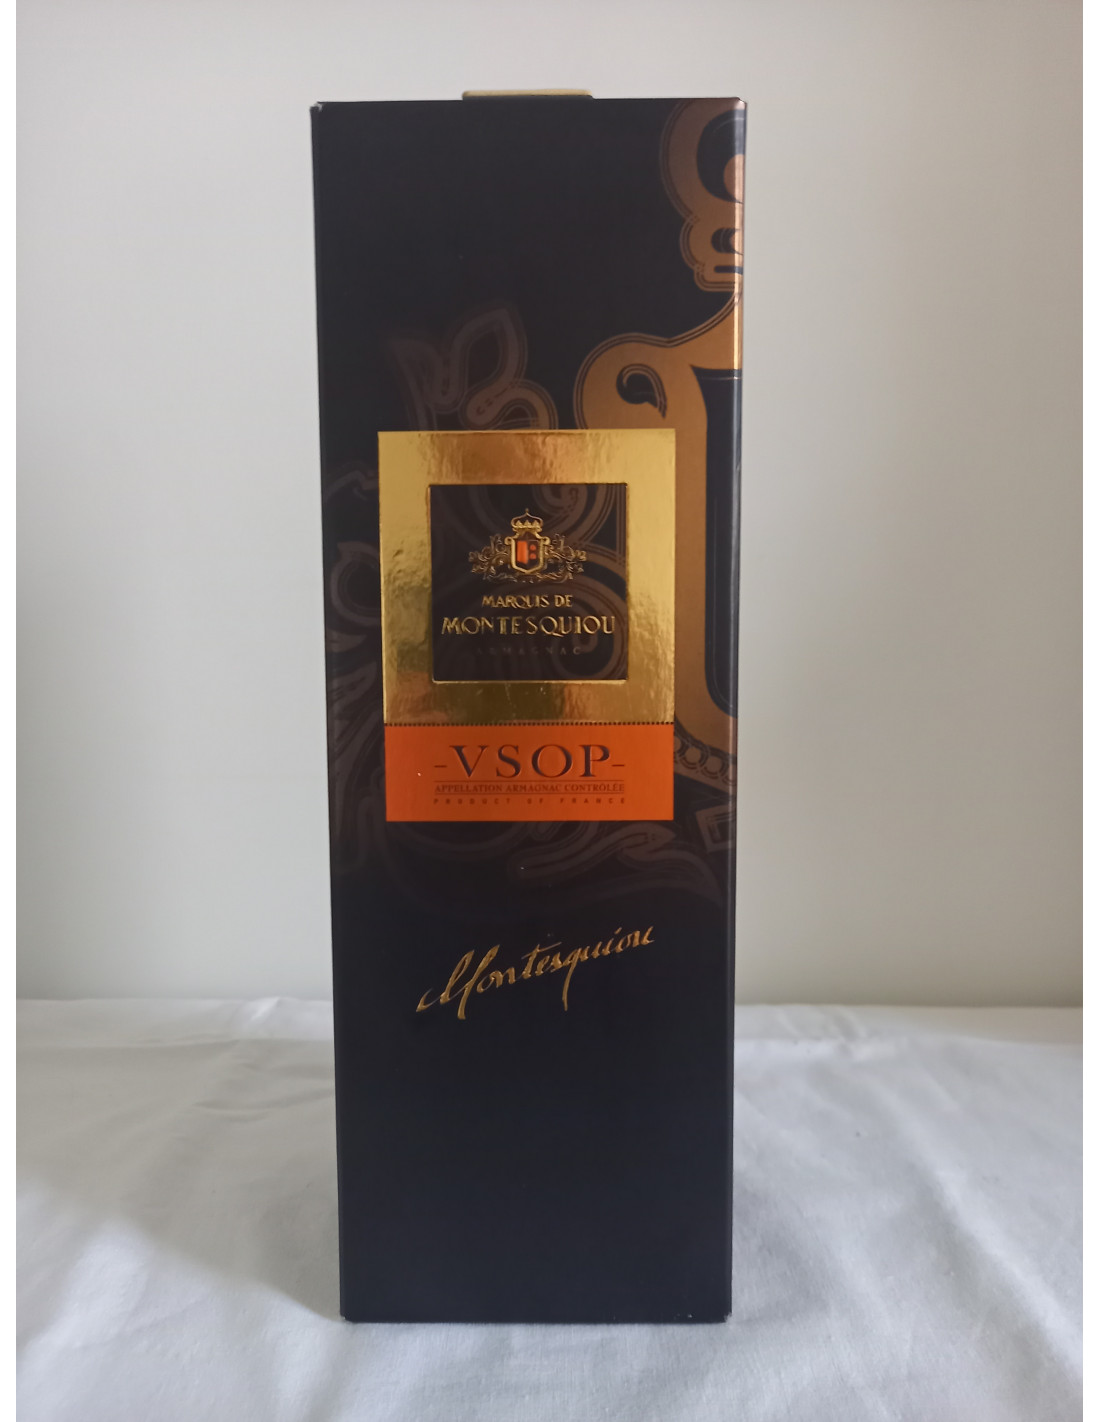 MARQUIS DE
MONTESQUIOU
ARMAGNAC
-VSOP-
APPELLATION ARMAGNAC CONTRÔLÉE
PRODUCT OF FRANCE
Montesquiou